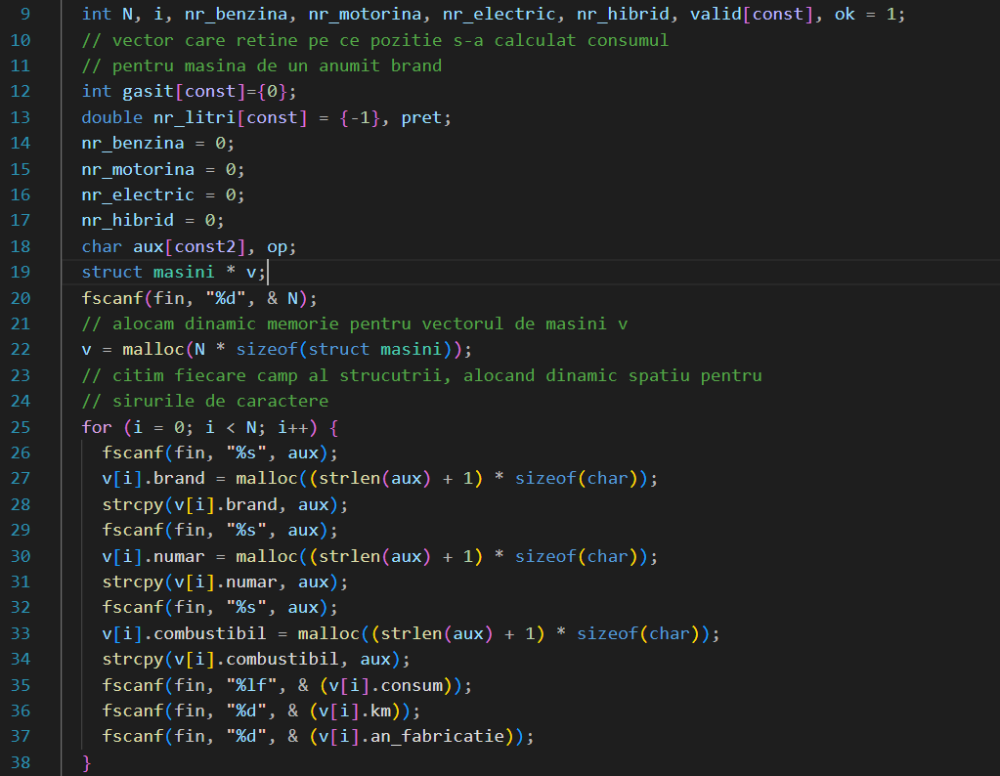 9 int N, i, nr_benzina, nr_motorina, nr_electric, nr_hibrid, valid[const], ok = 1;
10 // vector care retine pe ce pozitie s-a calculat consumul
11 // pentru masina de un anumit brand
12 int gasit[const]={0};
13 double nr_litri[const] = {-1}, pret;
14 nr_benzina = 0;
15 nr_motorina = 0;
16 nr_electric = 0;
17 nr_hibrid = 0;
18 char aux[const2], op;
19 struct masini * v;
20 fscanf(fin, "%d", & N);
21 // alocam dinamic memorie pentru vectorul de masini v
22 v = malloc(N * sizeof(struct masini));
23 // citim fiecare camp al strucutrii, alocand dinamic spatiu pentru
24 // sirurile de caractere
25 for (i = 0; i < N; i++) {
26 fscanf(fin, "%s", aux);
27 v[i].brand = malloc((strlen(aux) + 1) * sizeof(char));
28 strcpy(v[i].brand, aux);
29 fscanf(fin, "%s", aux);
30 v[i].numar = malloc((strlen(aux) + 1) * sizeof(char));
31 strcpy(v[i].numar, aux);
32 fscanf(fin, "%s", aux);
33 v[i].combustibil = malloc((strlen(aux) + 1) * sizeof(char));
34 strcpy(v[i].combustibil, aux);
35 fscanf(fin, "%lf", & (v[i].consum));
36 fscanf(fin, "%d", & (v[i].km));
37 fscanf(fin, "%d", & (v[i].an_fabricatie));
38 }